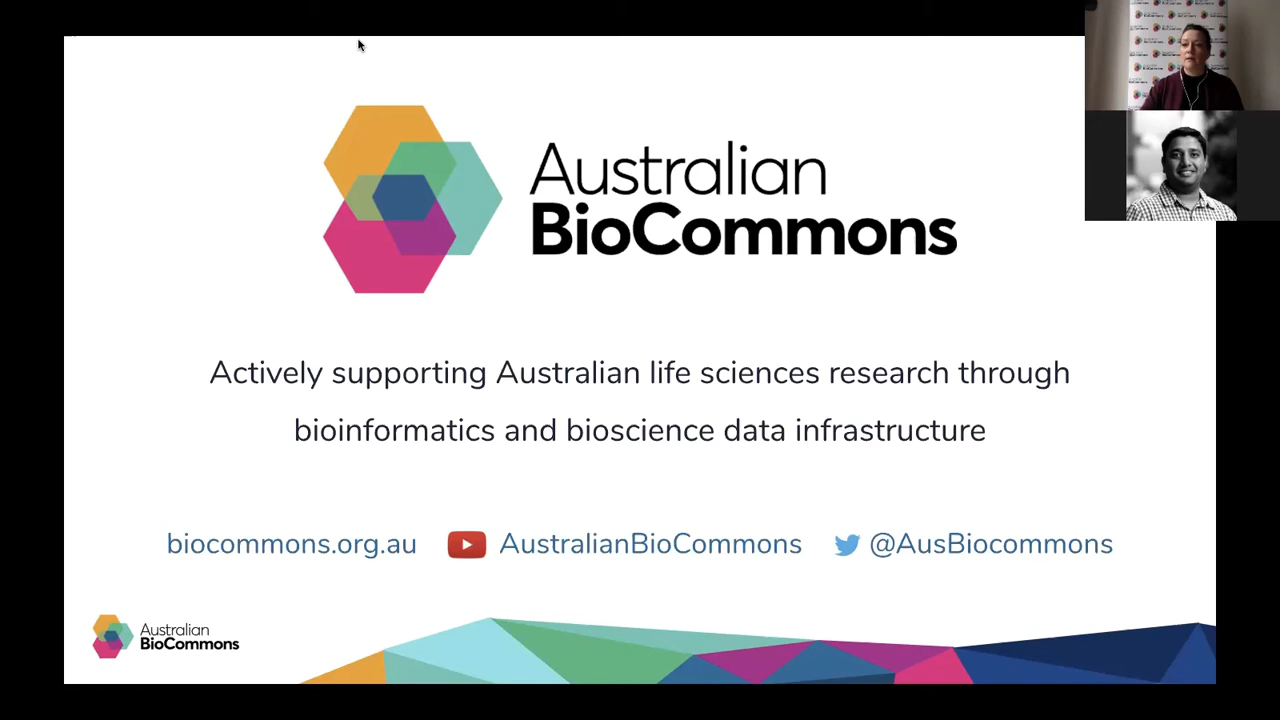 Australian
BioCommons
Actively supporting Australian life sciences research through
bioinformatics and bioscience data infrastructure
biocommons.org.au AustralianBioCommons @AusBiocommons
Australian
BioCommons